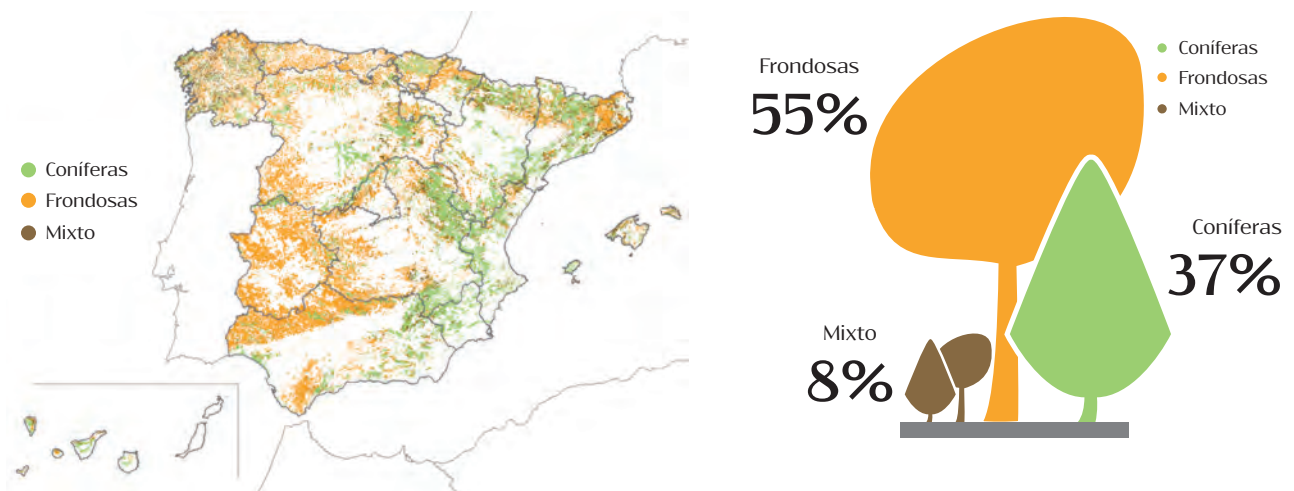 Coníferas
Frondosas
Mixto
Frondosas
55%
Coníferas
Frondosas
Mixto
Coníferas
37%
Mixto
8%